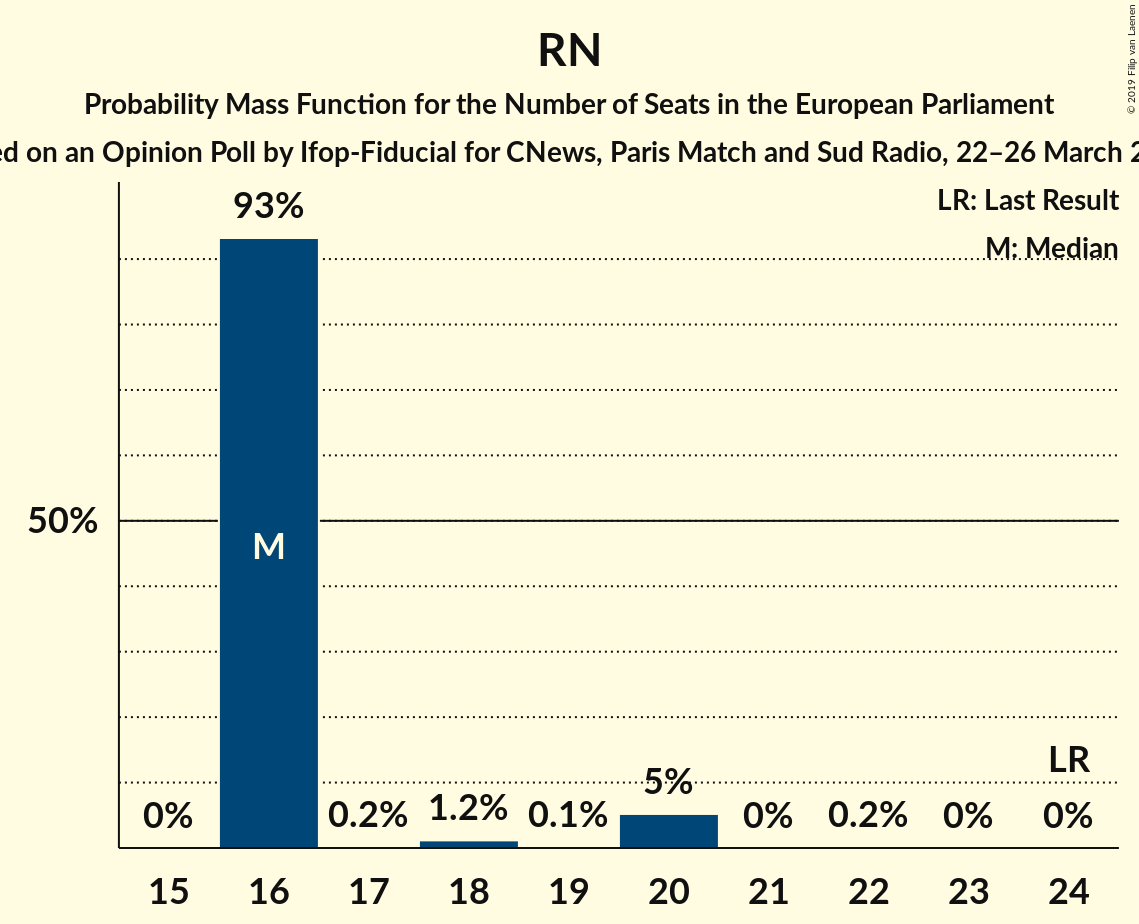 RN
Probability Mass Function for the Number of Seats in the European Parliament
on an Opinion Poll by Ifop-Fiducial for CNews, Paris Match and Sud Radio, 22–26 March
© 2019 Filip van Laenen
LR: Last Result
M: Median
93%
50%
M
LR
0%
0.2%
1.2%
0.1%
5%
0%
0.2%
0%
0%
15 16 17 18 19 20 21 22 23 24